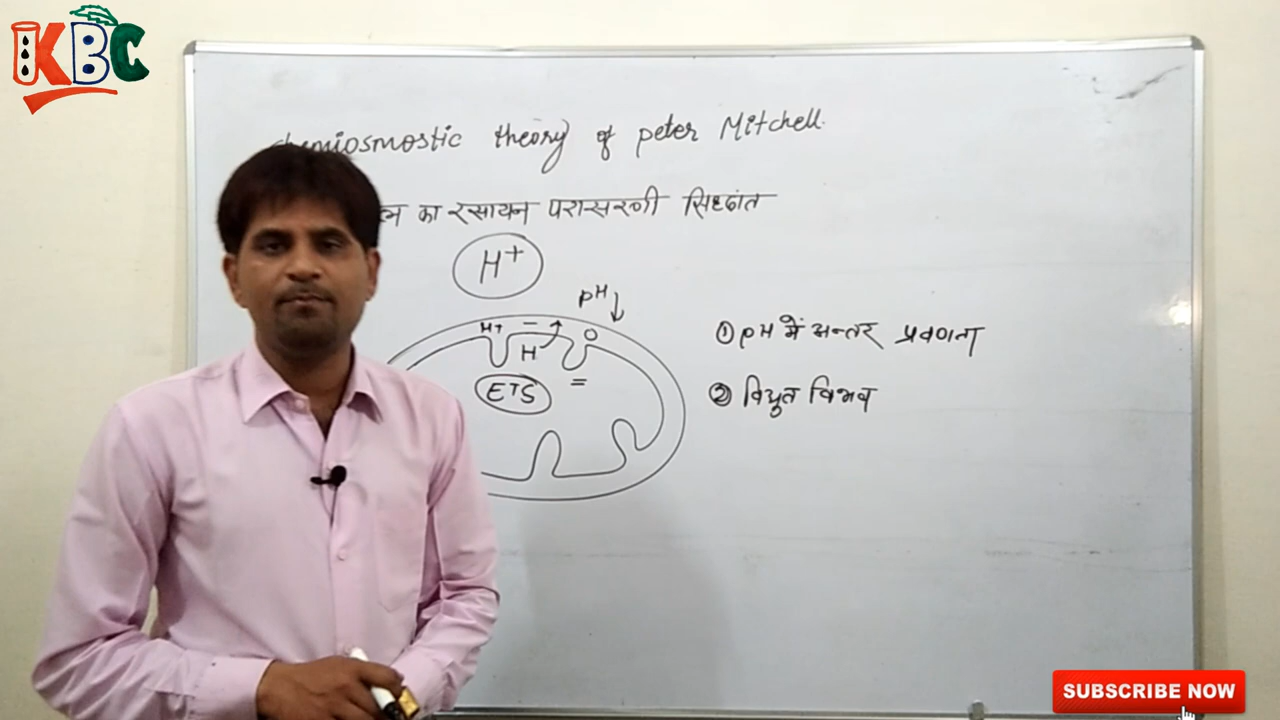 KBC
chemiosmostic theory of peter Mitchell.
का रसायन परासरणी सिद्धांत
H+
pH ↓
H+ –
H
ETS
=
① pH में अन्तर प्रवणता
② विधुत विभव
SUBSCRIBE NOW